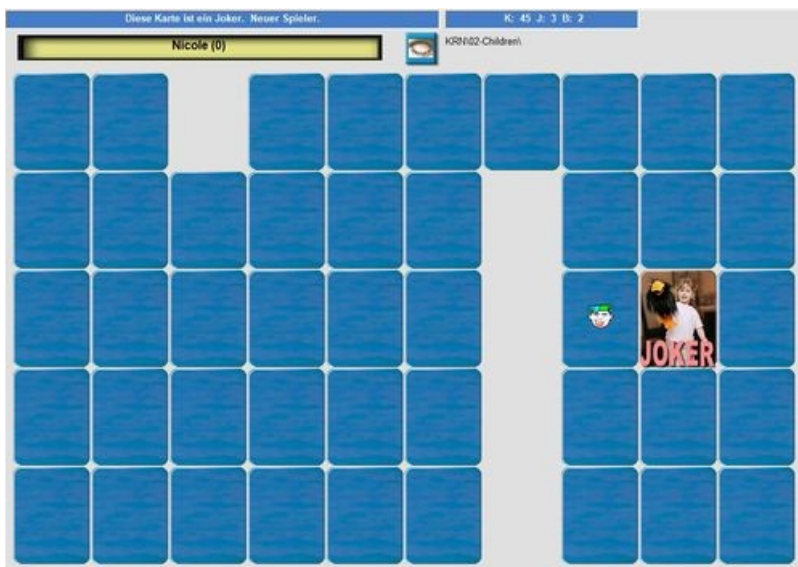 Diese Karte ist ein Joker. Neuer Spieler.
K: 45 J: 3 B: 2
Nicole (0)
KRN\02-Children\
JOKER